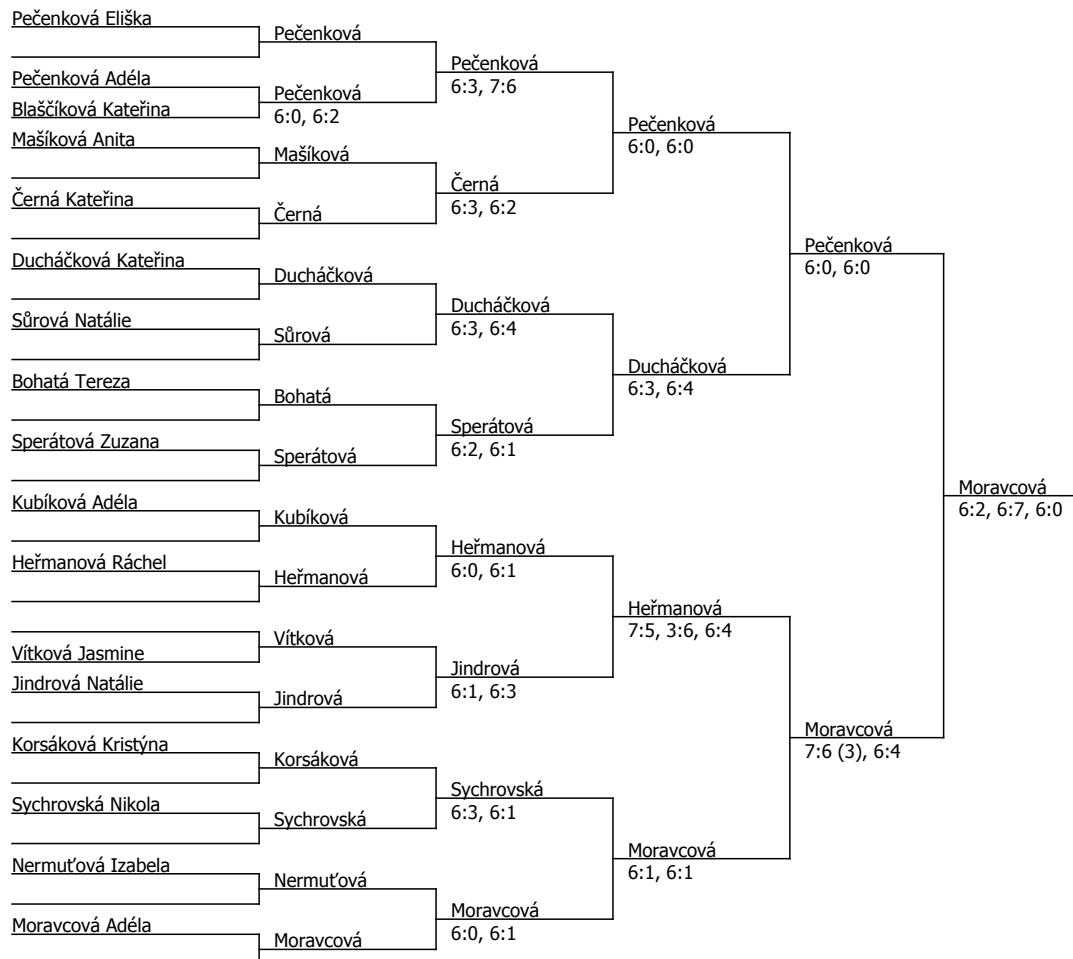 Pečenková Eliška
Pečenková Adéla
Blaščíková Kateřina
Mašíková Anita
Černá Kateřina
Ducháčková Kateřina
Sůrová Natálie
Bohatá Tereza
Sperátová Zuzana
Kubíková Adéla
Heřmanová Ráchel
Vítková Jasmine
Jindrová Natálie
Korsáková Kristýna
Sychrovská Nikola
Nermuťová Izabela
Moravcová Adéla
Pečenková
Pečenková
6:0, 6:2
Mašíková
Černá
Ducháčková
Sůrová
Bohatá
Sperátová
Kubíková
Heřmanová
Vítková
Jindrová
Korsáková
Sychrovská
Nermuťová
Moravcová
Pečenková
6:3, 7:6
Černá
6:3, 6:2
Ducháčková
6:3, 6:4
Sperátová
6:2, 6:1
Heřmanová
6:0, 6:1
Jindrová
6:1, 6:3
Sychrovská
6:3, 6:1
Moravcová
6:0, 6:1
Pečenková
6:0, 6:0
Ducháčková
6:3, 6:4
Heřmanová
7:5, 3:6, 6:4
Moravcová
6:1, 6:1
Pečenková
6:0, 6:0
Moravcová
7:6 (3), 6:4
Moravcová
6:2, 6:7, 6:0